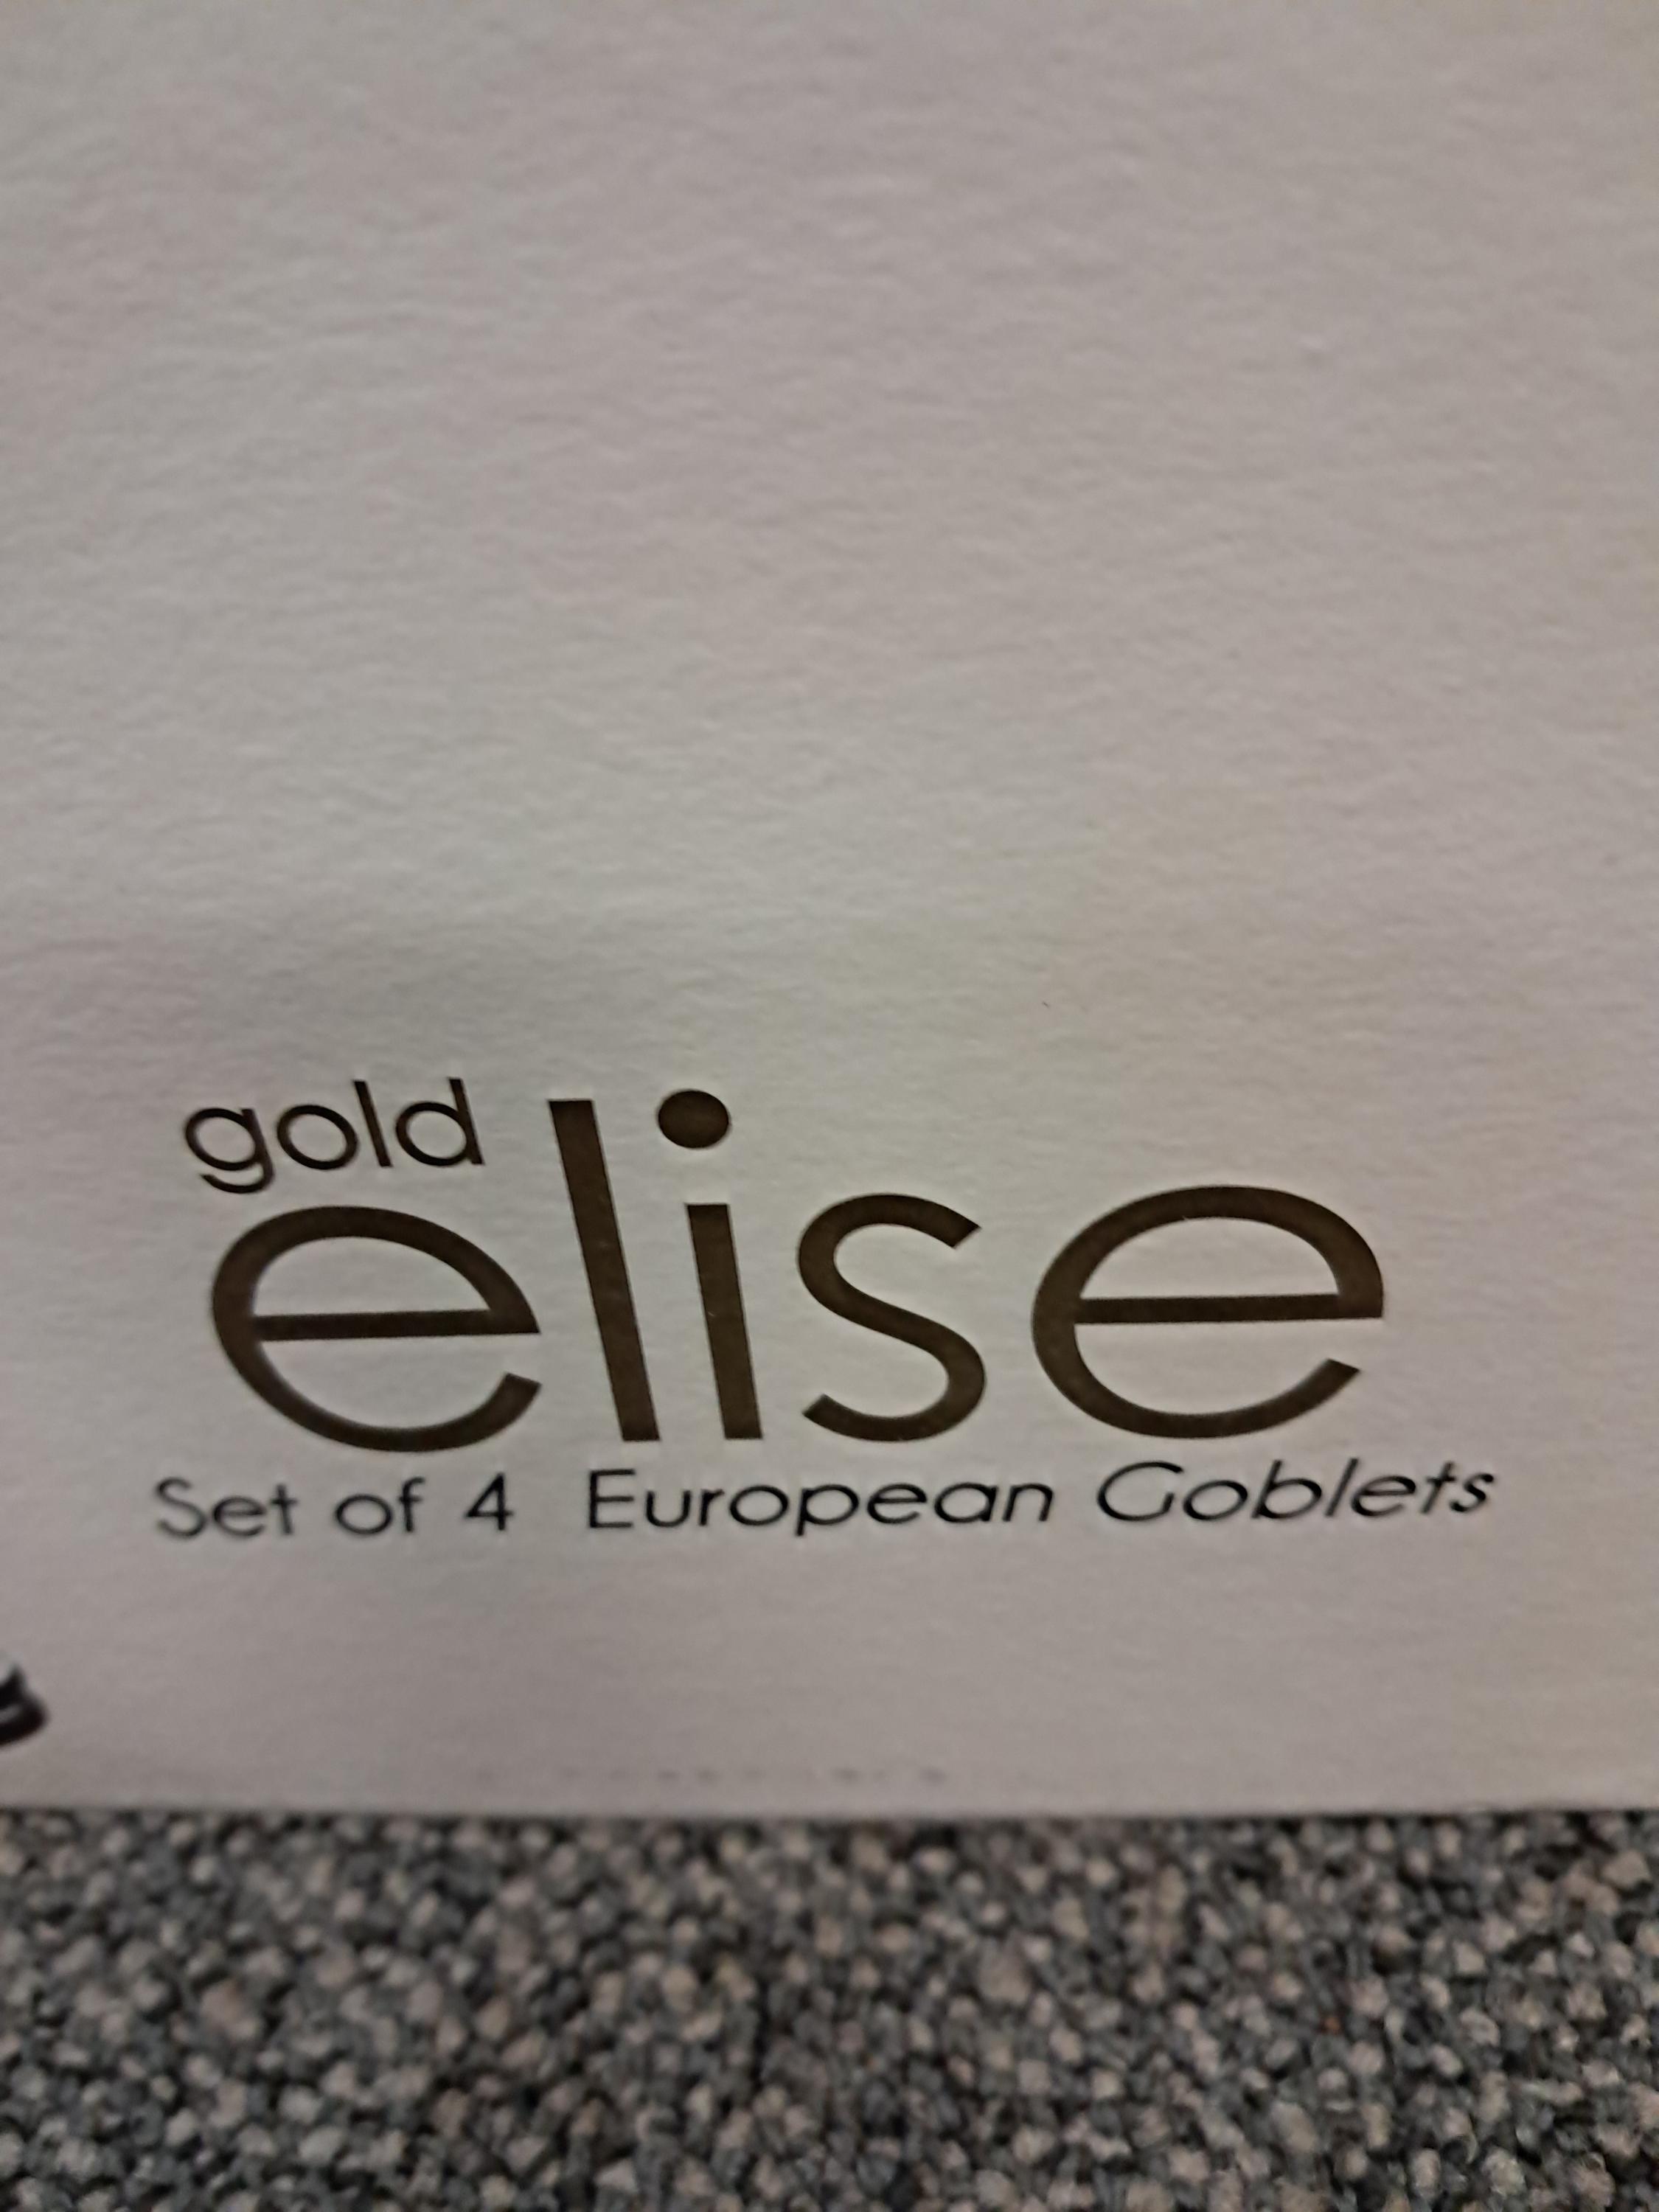 gold
elise
Set of 4 European Goblets